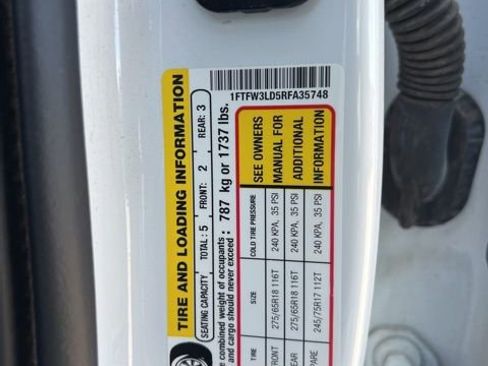 1FTFW3LD5RFA35748
TIRE AND LOADING INFORMATION
SEATING CAPACITY TOTAL: 5 FRONT: 2 REAR: 3
combined weight of occupants
and cargo should never exceed: 787 kg or 1737 lbs.
TIRE SIZE COLD TIRE PRESSURE
FRONT 275/65R18 116T 240 KPA, 35 PSI
REAR 275/65R18 116T 240 KPA, 35 PSI
SPARE 245/75R17 112T 240 KPA, 35 PSI
SEE OWNERS
MANUAL FOR
ADDITIONAL
INFORMATION